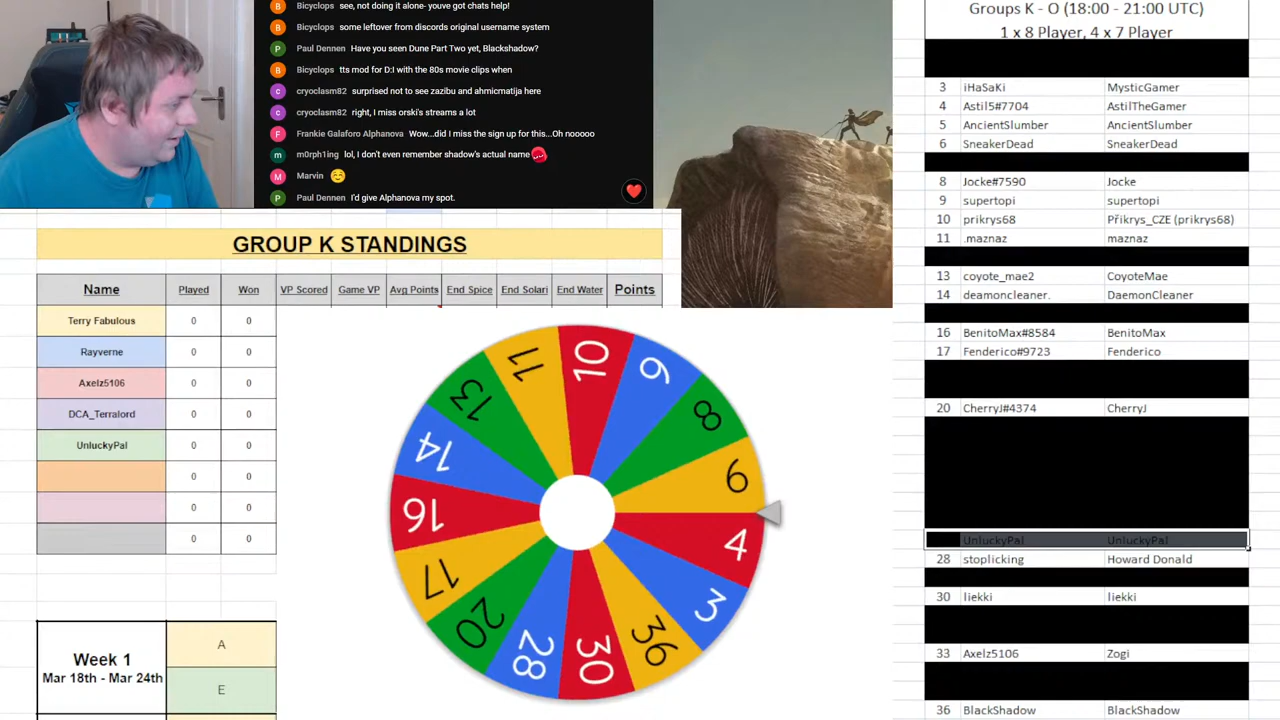 Bicyclops see, not doing it alone- youve got chats help!
B
Bicyclops some leftover from discords original username system
P
Paul Dennen Have you seen Dune Part Two yet, Blackshadow?
B
Bicyclops tts mod for D:I with the 80s movie clips when
C
cryoclasm82 surprised not to see zazibu and ahmicmatija here
C
cryoclasm82 right, I miss orski's streams a lot
F
Frankie Galaforo Alphanova Wow...did I miss the sign up for this...Oh nooooo
m
m0rph1ing lol, I don't even remember shadow's actual name
M
Marvin
P
Paul Dennen I'd give Alphanova my spot.
GROUP K STANDINGS
Name Played Won VP Scored Game VP Avg Points End Spice End Solari End Water Points
Terry Fabulous 0 0
Rayverne 0 0
Axelz5106 0 0
DCA_Terralord 0 0
UnluckyPal 0 0
0 0
0 0
0 0
Week 1
Mar 18th - Mar 24th
A
E
10
9
8
6
4
3
36
30
28
20
17
16
14
13
11
Groups K - O (18:00 - 21:00 UTC)
1 x 8 Player, 4 x 7 Player
3 iHaSaKi MysticGamer
4 Astil5#7704 AstilTheGamer
5 AncientSlumber AncientSlumber
6 SneakerDead SneakerDead
8 Jocke#7590 Jocke
9 supertopi supertopi
10 prikrys68 Přikrys_CZE (prikrys68)
11 .maznaz maznaz
13 coyote_mae2 CoyoteMae
14 deamoncleaner. DaemonCleaner
16 BenitoMax#8584 BenitoMax
17 Fenderico#9723 Fenderico
20 CherryJ#4374 CherryJ
UnluckyPal UnluckyPal
28 stoplicking Howard Donald
30 liekki liekki
33 Axelz5106 Zogi
36 BlackShadow BlackShadow